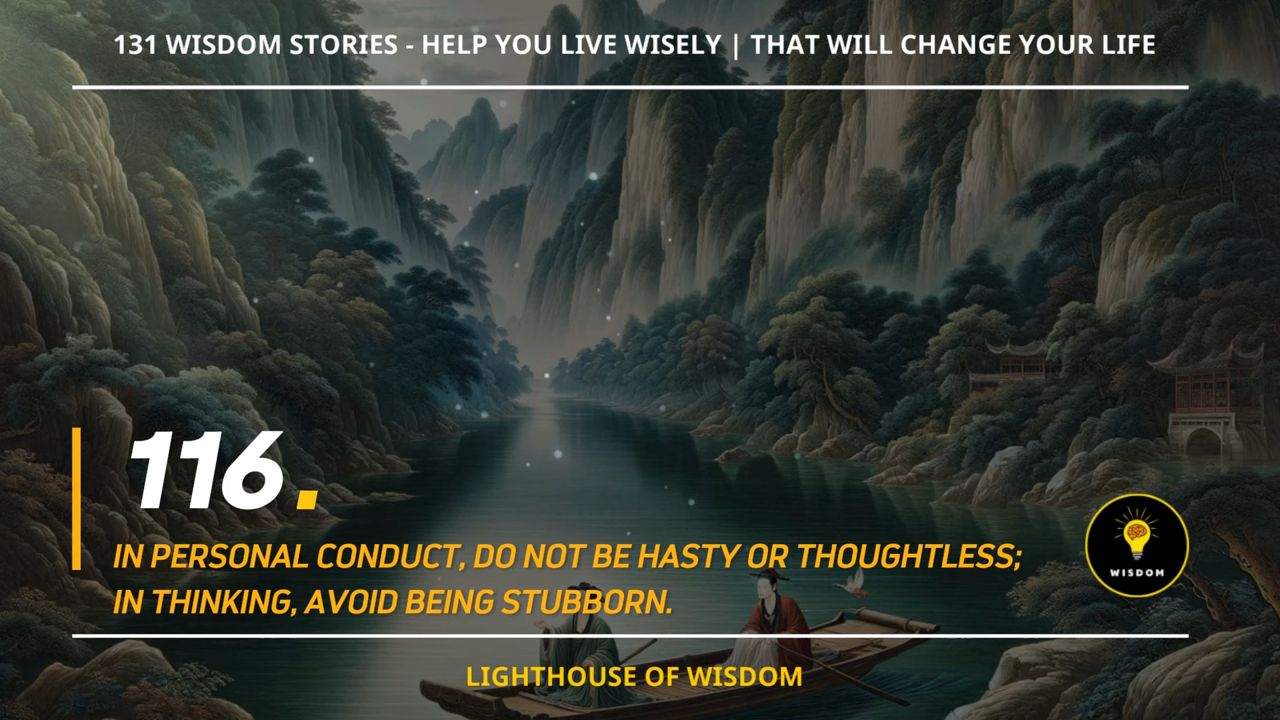 131 WISDOM STORIES - HELP YOU LIVE WISELY | THAT WILL CHANGE YOUR LIFE
116.
IN PERSONAL CONDUCT, DO NOT BE HASTY OR THOUGHTLESS;
IN THINKING, AVOID BEING STUBBORN.
WISDOM
LIGHTHOUSE OF WISDOM